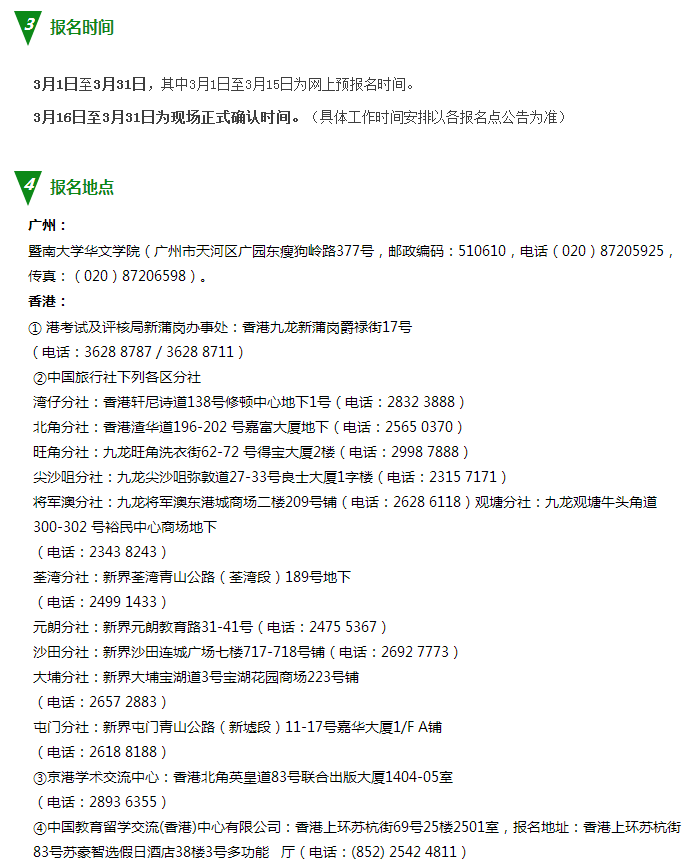 3 报名时间
3月1日至3月31日，其中3月1日至3月15日为网上预报名时间。
3月16日至3月31日为现场正式确认时间。（具体工作时间安排以各报名点公告为准）
4 报名地点
广州：
暨南大学华文学院（广州市天河区广园东瘦狗岭路377号，邮政编码：510610，电话（020）87205925，
传真：（020）87206598）。
香港：
① 港考试及评核局新蒲岗办事处：香港九龙新蒲岗爵禄街17号
（电话：3628 8787 / 3628 8711）
②中国旅行社下列各区分社
湾仔分社：香港轩尼诗道138号修顿中心地下1号（电话：2832 3888）
北角分社：香港渣华道196-202 号嘉富大厦地下（电话：2565 0370）
旺角分社：九龙旺角洗衣街62-72 号得宝大厦2楼（电话：2998 7888）
尖沙咀分社：九龙尖沙咀弥敦道27-33号良士大厦1字楼（电话：2315 7171）
将军澳分社：九龙将军澳东港城商场二楼209号铺（电话：2628 6118）观塘分社：九龙观塘牛头角道
300-302 号裕民中心商场地下
（电话：2343 8243）
荃湾分社：新界荃湾青山公路（荃湾段）189号地下
（电话：2499 1433）
元朗分社：新界元朗教育路31-41号（电话：2475 5367）
沙田分社：新界沙田连城广场七楼717-718号铺（电话：2692 7773）
大埔分社：新界大埔宝湖道3号宝湖花园商场223号铺
（电话：2657 2883）
屯门分社：新界屯门青山公路（新墟段）11-17号嘉华大厦1/F A铺
（电话：2618 8188）
③京港学术交流中心：香港北角英皇道83号联合出版大厦1404-05室
（电话：2893 6355）
④中国教育留学交流(香港)中心有限公司：香港上环苏杭街69号25楼2501室，报名地址：香港上环苏杭街
83号苏豪智选假日酒店38楼3号多功能 厅（电话：(852) 2542 4811）